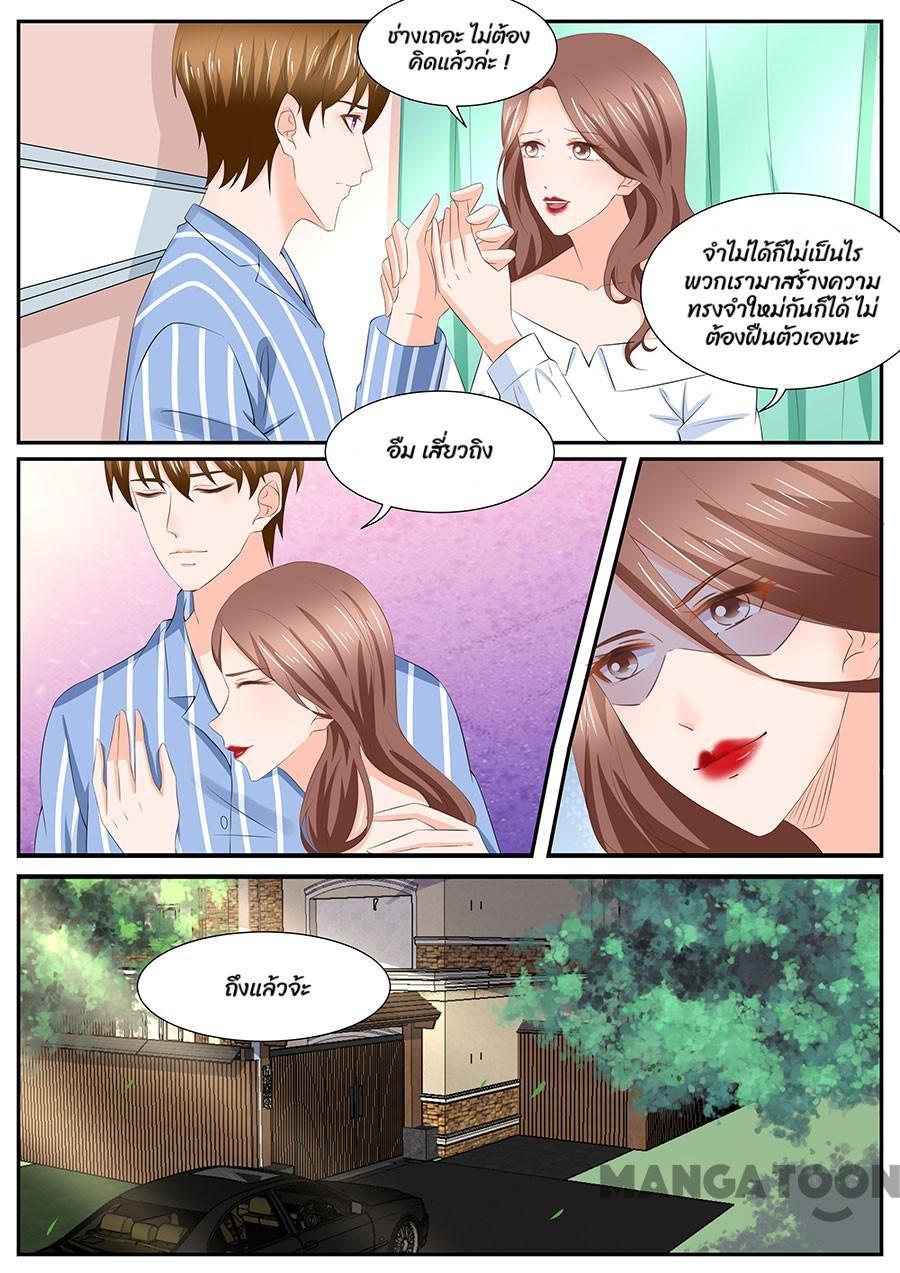 ช่างเถอะ ไม่ต้อง
คิดแล้วล่ะ !
จำไม่ได้ก็ไม่เป็นไร
พวกเรามาสร้างความ
ทรงจำใหม่กันก็ได้ ไม่
ต้องฝืนตัวเองนะ
อืม เสี่ยวถิง
ถึงแล้วจ้ะ
MANGATOON